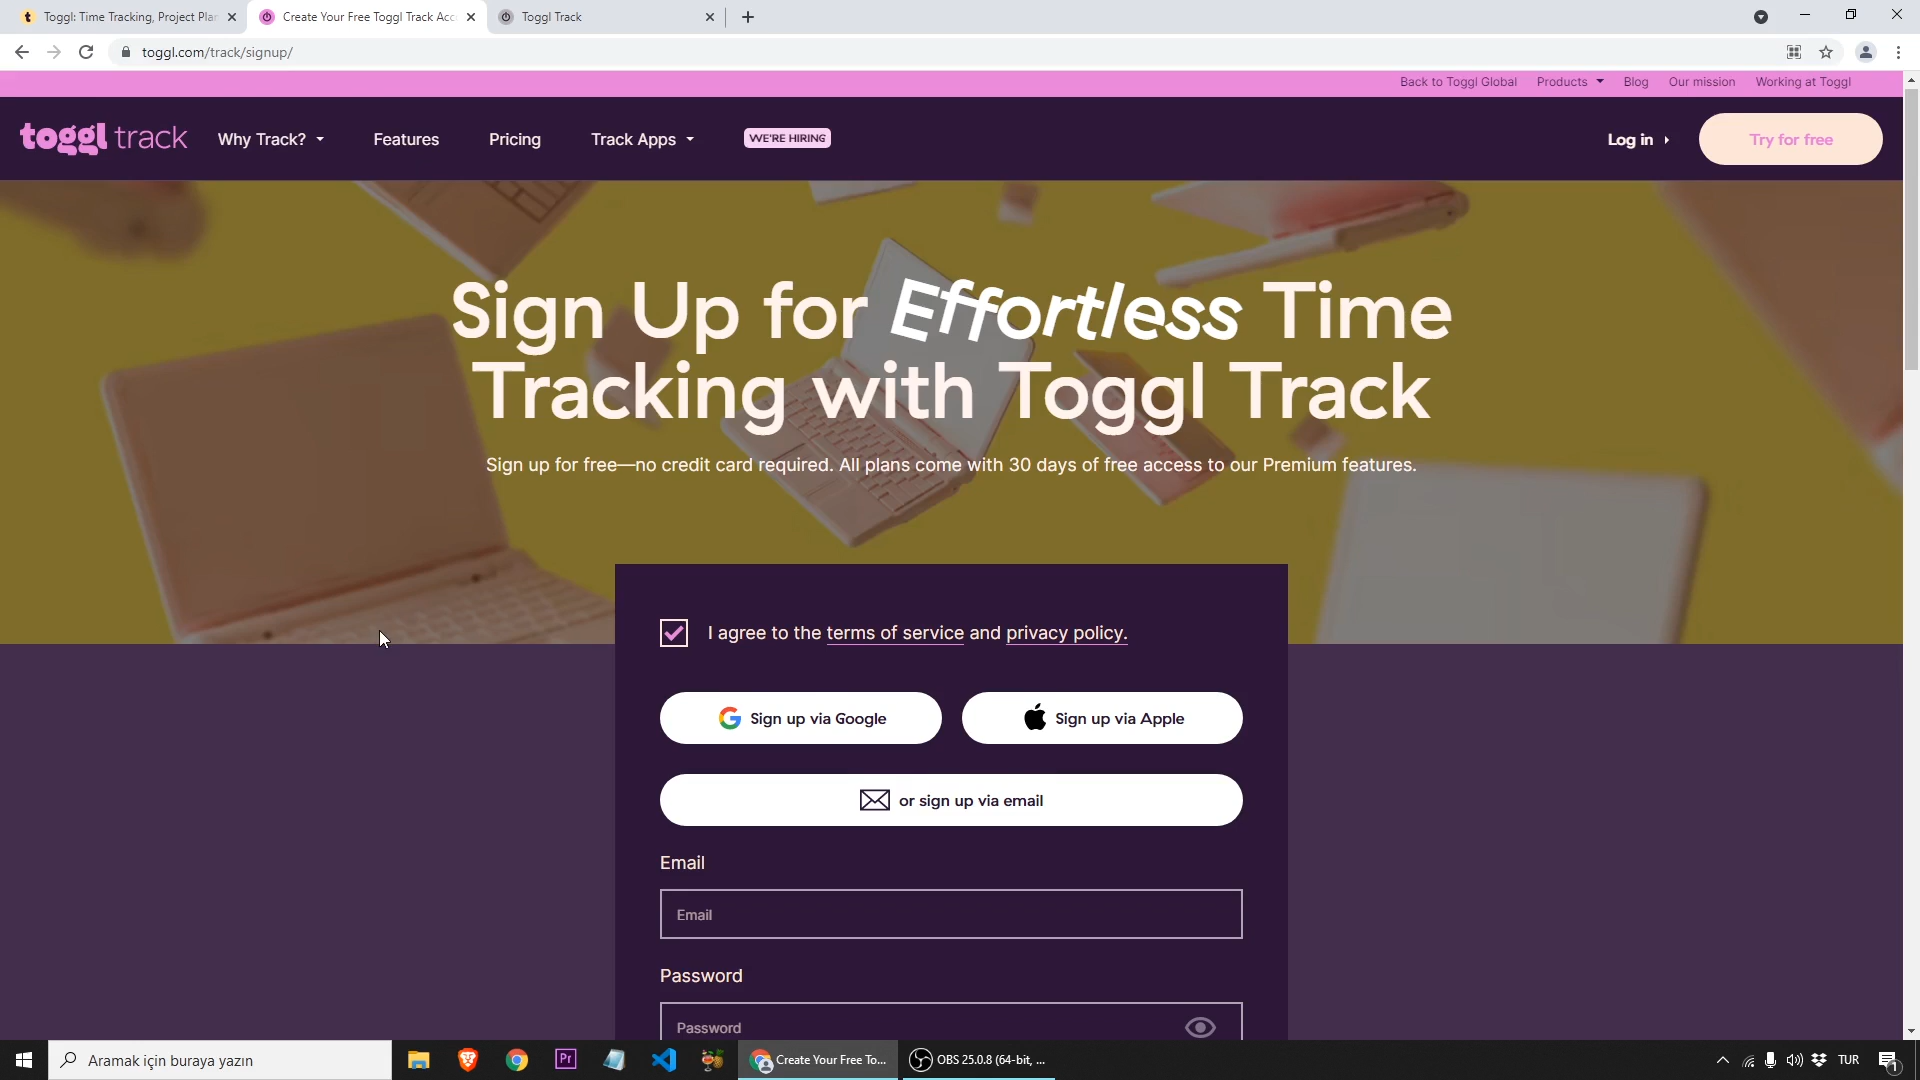 Toggl: Time Tracking, Project Plan
Create Your Free Toggl Track Acc
Toggl Track
toggl.com/track/signup/
Back to Toggl Global
Products
Blog
Our mission
Working at Toggl
toggl track
Why Track?
Features
Pricing
Track Apps
WE'RE HIRING
Log in
Try for free
Sign Up for Effortless Time
Tracking with Toggl Track
Sign up for free—no credit card required. All plans come with 30 days of free access to our Premium features.
I agree to the terms of service and privacy policy.
Sign up via Google
Sign up via Apple
or sign up via email
Email
Email
Password
Password
Aramak için buraya yazın
Pr
Create Your Free To...
OBS 25.0.8 (64-bit, ...
TUR
1